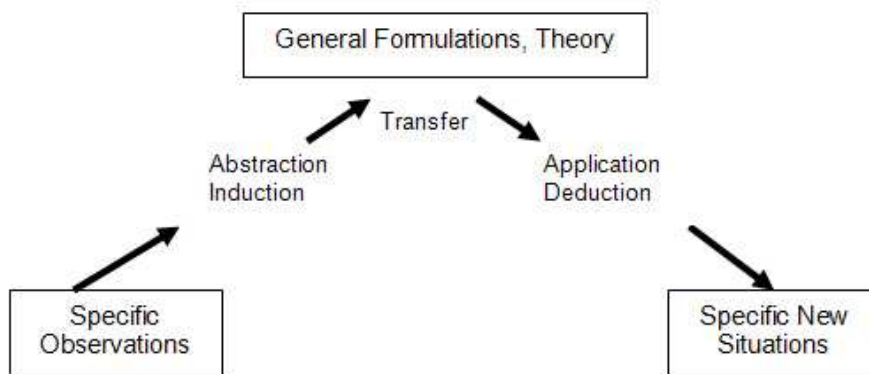 General Formulations, Theory
Transfer
Abstraction
Induction
Application
Deduction
Specific
Observations
Specific New
Situations